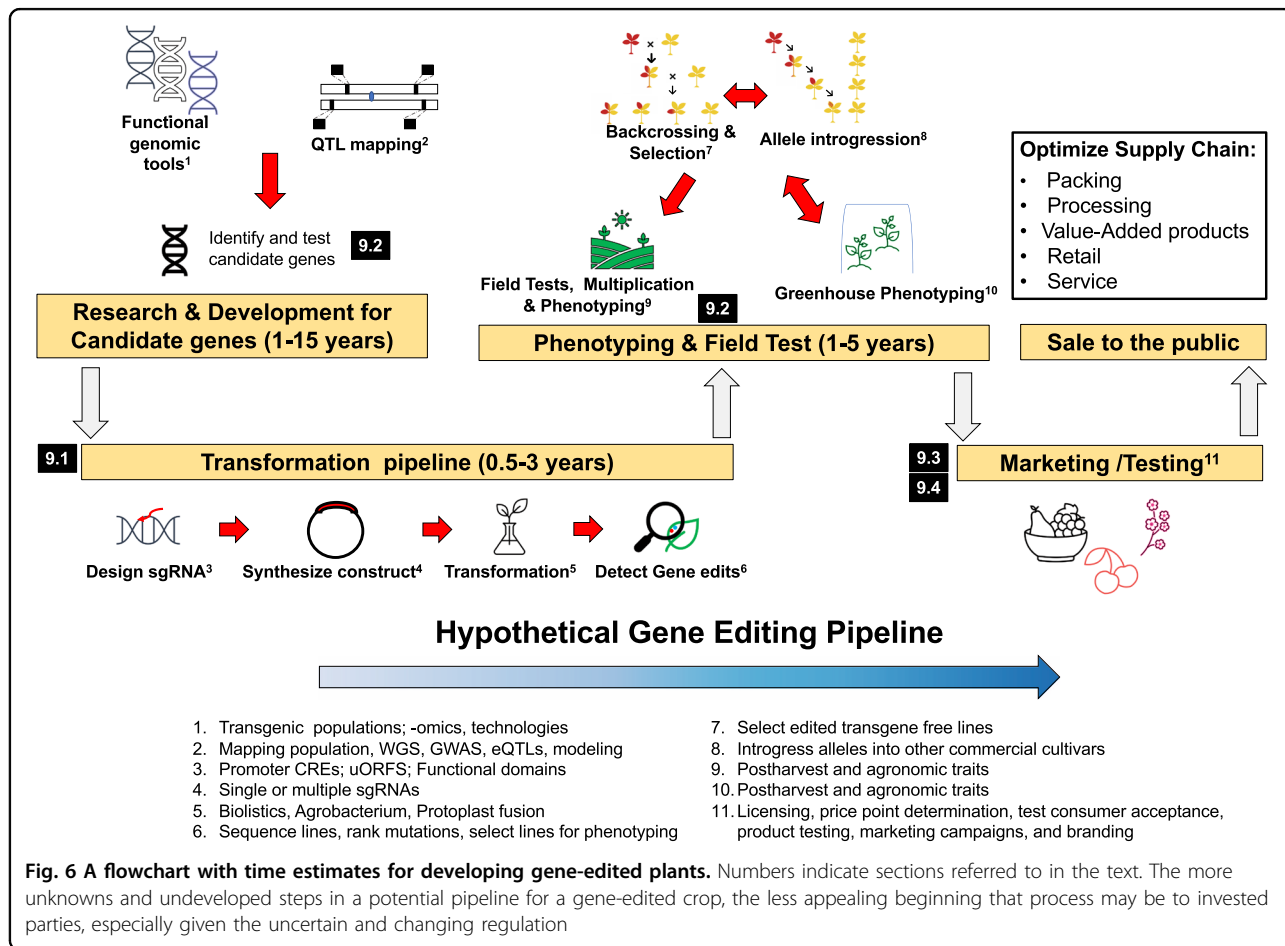 Functional
genomic
tools1
QTL mapping2
Identify and test
candidate genes
9.2
Research & Development for
Candidate genes (1-15 years)
Backcrossing &
Selection7
Allele introgression8
Field Tests, Multiplication
& Phenotyping9
9.2
Greenhouse Phenotyping10
Phenotyping & Field Test (1-5 years)
Optimize Supply Chain:
• Packing
• Processing
• Value-Added products
• Retail
• Service
Sale to the public
9.1
Transformation pipeline (0.5-3 years)
9.3
9.4
Marketing /Testing11
Design sgRNA3
Synthesize construct4
Transformation5
Detect Gene edits6
Hypothetical Gene Editing Pipeline
1. Transgenic populations; -omics, technologies
2. Mapping population, WGS, GWAS, eQTLs, modeling
3. Promoter CREs; uORFS; Functional domains
4. Single or multiple sgRNAs
5. Biolistics, Agrobacterium, Protoplast fusion
6. Sequence lines, rank mutations, select lines for phenotyping
7. Select edited transgene free lines
8. Introgress alleles into other commercial cultivars
9. Postharvest and agronomic traits
10. Postharvest and agronomic traits
11. Licensing, price point determination, test consumer acceptance,
product testing, marketing campaigns, and branding
Fig. 6 A flowchart with time estimates for developing gene-edited plants. Numbers indicate sections referred to in the text. The more
unknowns and undeveloped steps in a potential pipeline for a gene-edited crop, the less appealing beginning that process may be to invested
parties, especially given the uncertain and changing regulation